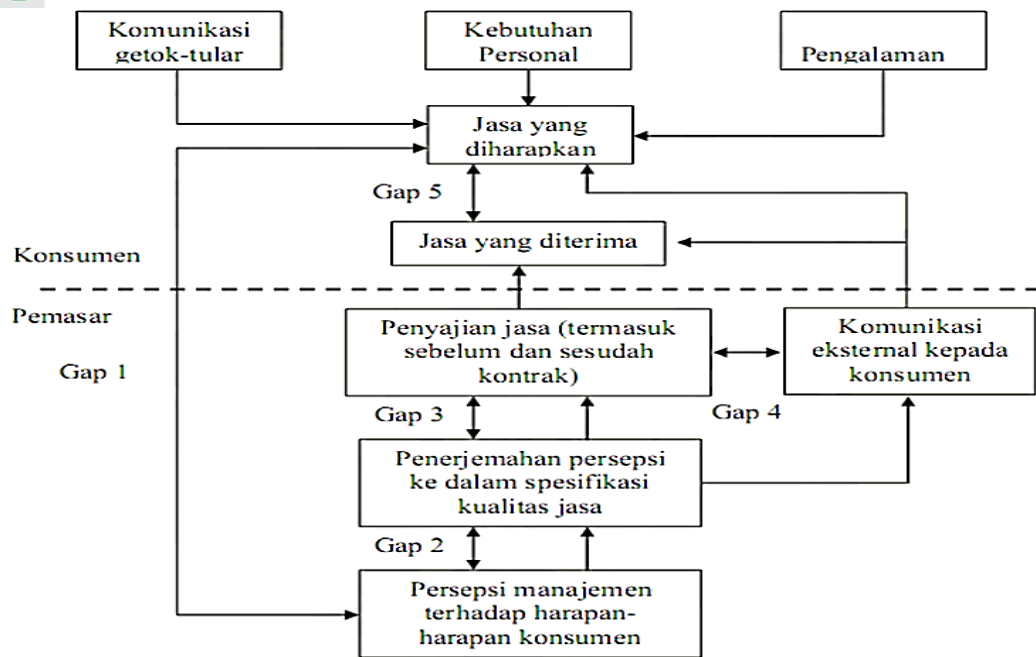 Komunikasi
getok-tular
Kebutuhan
Personal
Pengalaman
Jasa yang
diharapkan
Gap 5
Jasa yang diterima
Konsumen
Pemasar
Gap 1
Penyajian jasa (termasuk
sebelum dan sesudah
kontrak)
Komunikasi
eksternal kepada
konsumen
Gap 3
Gap 4
Penerjemahan persepsi
ke dalam spesifikasi
kualitas jasa
Gap 2
Persepsi manajemen
terhadap harapan-
harapan konsumen